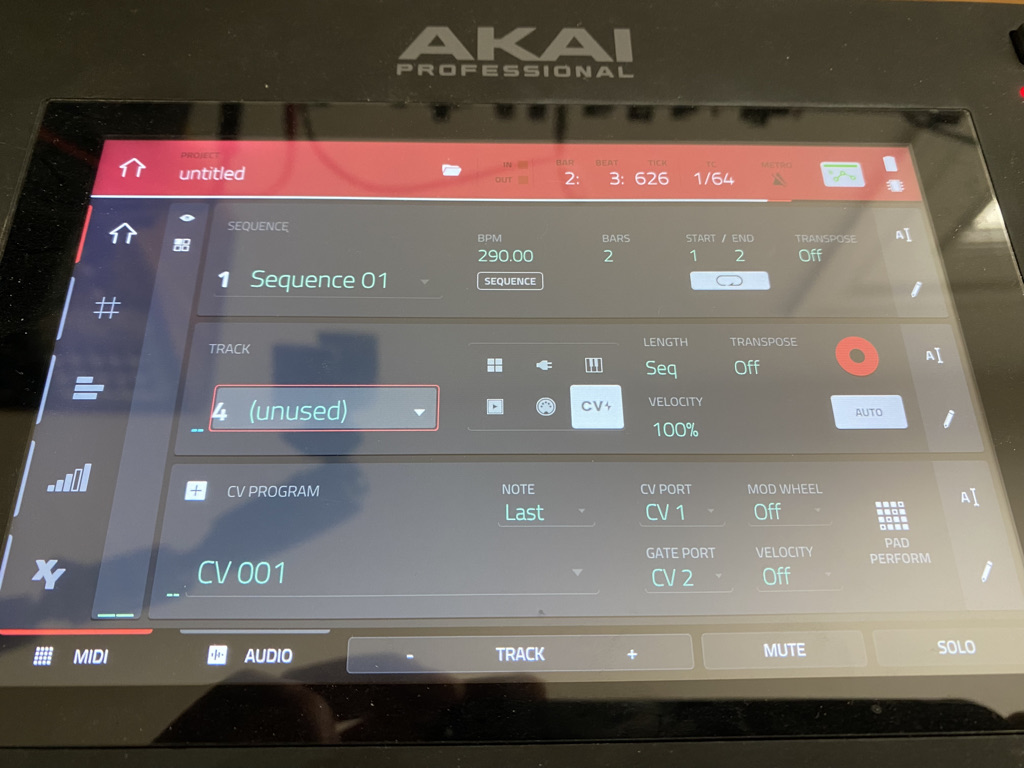 AKAI
PROFESSIONAL
PROJECT
untitled
IN
OUT
BAR BEAT TICK TC METRO
2: 3: 626 1/64
SEQUENCE
1 Sequence 01
BPM
290.00
SEQUENCE
BARS
2
START / END
1 2
TRANSPOSE
Off
TRACK
4 (unused)
CV
LENGTH
Seq
TRANSPOSE
Off
VELOCITY
100%
AUTO
CV PROGRAM
CV 001
NOTE
Last
CV PORT
CV 1
MOD WHEEL
Off
GATE PORT
CV 2
VELOCITY
Off
PAD
PERFORM
XY
MIDI
AUDIO
- TRACK +
MUTE
SOLO